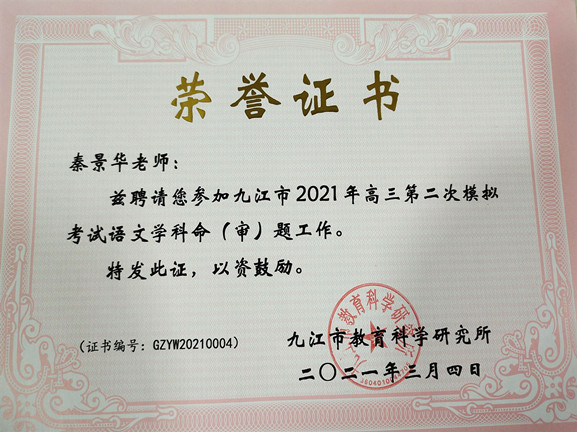 荣誉证书
秦景华老师：
兹聘请您参加九江市2021年高三第二次模拟
考试语文学科命（审）题工作。
特发此证，以资鼓励。
（证书编号：GZYW20210004）
九江市教育科学研究所
二〇二一年三月四日